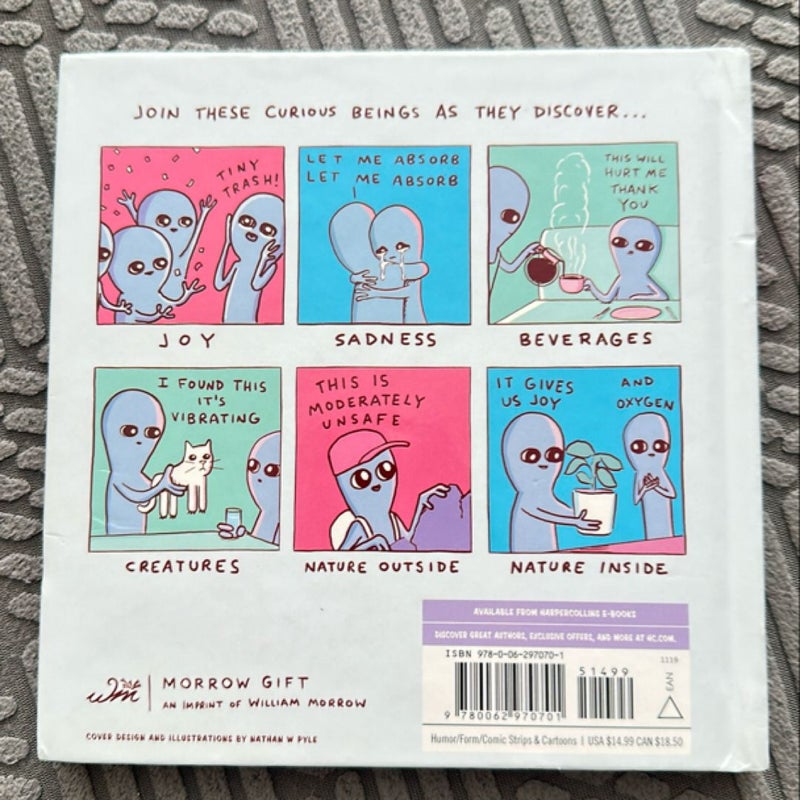 JOIN THESE CURIOUS BEINGS AS THEY DISCOVER...
TINY
TRASH!
JOY
LET ME ABSORB
LET ME ABSORB
SADNESS
THIS WILL
HURT ME
THANK
YOU
BEVERAGES
I FOUND THIS
IT'S
VIBRATING
CREATURES
THIS IS
MODERATELY
UNSAFE
NATURE OUTSIDE
IT GIVES
US JOY
AND
OXYGEN
NATURE INSIDE
AVAILABLE FROM HARPERCOLLINS E-BOOKS
DISCOVER GREAT AUTHORS, EXCLUSIVE OFFERS, AND MORE AT HC.COM.
ISBN 978-0-06-297070-1
1119
51499
EAN
9 780062 970701
Humor/Form/Comic Strips & Cartoons | USA $14.99 CAN $18.50
WM
MORROW GIFT
AN IMPRINT OF WILLIAM MORROW
COVER DESIGN AND ILLUSTRATIONS BY NATHAN W PYLE